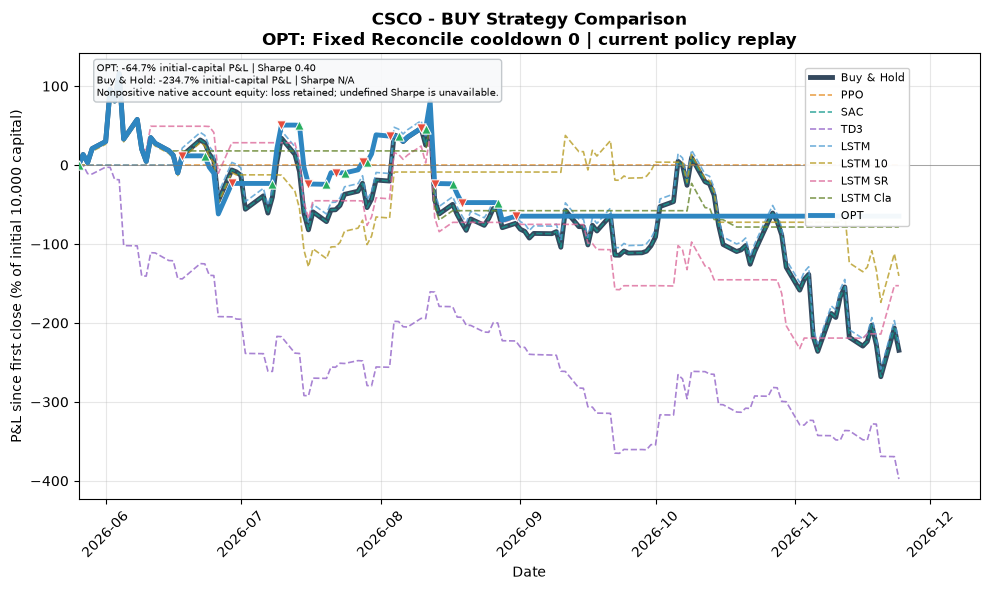 CSCO - BUY Strategy Comparison
OPT: Fixed Reconcile cooldown 0 | current policy replay
OPT: -64.7% initial-capital P&L | Sharpe 0.40
Buy & Hold: -234.7% initial-capital P&L | Sharpe N/A
Nonpositive native account equity: loss retained; undefined Sharpe is unavailable.
Buy & Hold
PPO
SAC
TD3
LSTM
LSTM 10
LSTM SR
LSTM Cla
OPT
P&L since first close (% of initial 10,000 capital)
100
0
−100
−200
−300
−400
2026-06
2026-07
2026-08
2026-09
2026-10
2026-11
2026-12
Date